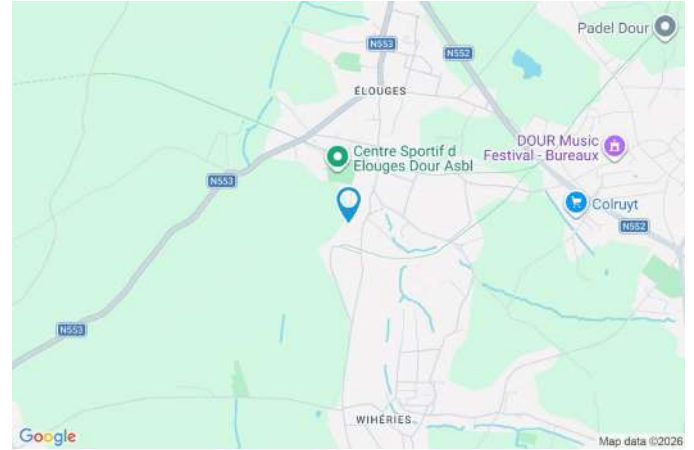 Padel Dour
N553
N552
ÉLOUGES
DOUR Music
Festival - Bureaux
Centre Sportif d
Elouges Dour Asbl
N553
Colruyt
N552
N553
WIHÉRIES
Google
Map data ©2026